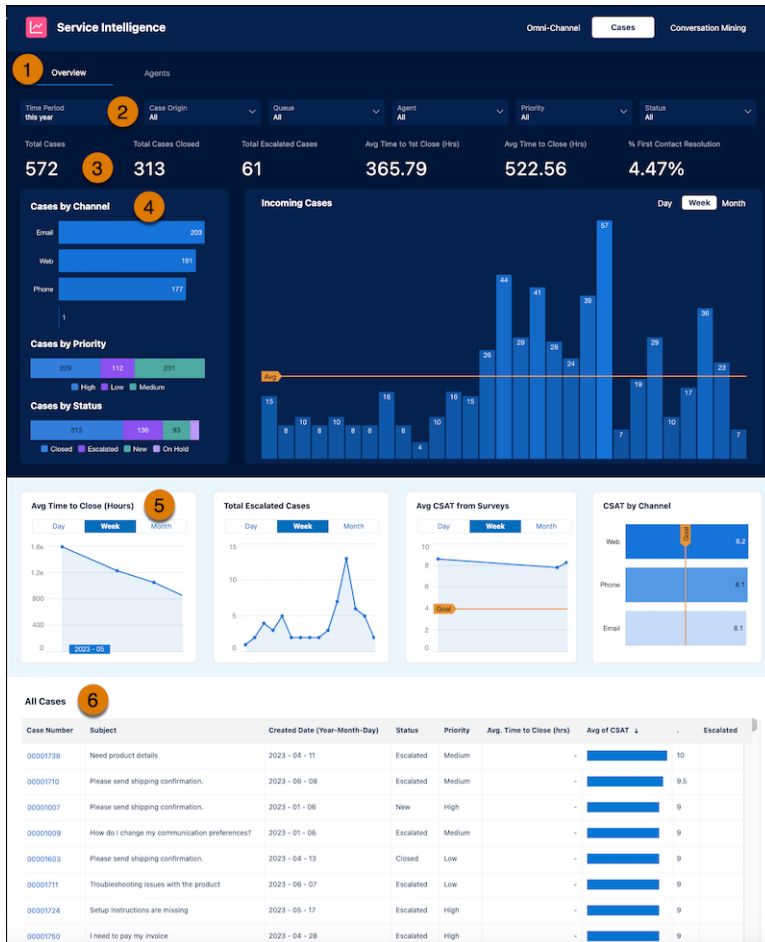 Service Intelligence
Omni-Channel Cases Conversation Mining
1 Overview Agents
Time Period Case Origin Queue Agent Priority Status
this year 2 All All All All All
Total Cases Total Cases Closed Total Escalated Cases Avg Time to 1st Close (Hrs) Avg Time to Close (Hrs) % First Contact Resolution
572 3 313 61 365.79 522.56 4.47%
Cases by Channel 4
Email 203
Web 191
Phone 177
1
Cases by Priority
229 112 231
High Low Medium
Cases by Status
313 136 93
Closed Escalated New On Hold
Incoming Cases Day Week Month
Avg
15 8 10 8 10 8 8 16 8 4 10 16 15 26 44 29 41 28 24 39 57 7 19 29 10 17 36 23 7
Avg Time to Close (Hours) 5
Day Week Month
1.6K
1.2K
800
400
0
2023 - 05
Total Escalated Cases
Day Week Month
15
10
5
0
Avg CSAT from Surveys
Day Week Month
10
8
6
4 Goal
2
0
CSAT by Channel
Goal
Web 8.2
Phone 8.1
Email 8.1
All Cases 6
Case Number Subject Created Date (Year-Month-Day) Status Priority Avg. Time to Close (hrs) Avg of CSAT ↓ . Escalated
00001738 Need product details 2023 - 04 - 11 Escalated Medium - 10
00001710 Please send shipping confirmation. 2023 - 06 - 08 Escalated Medium - 9.5
00001007 Please send shipping confirmation. 2023 - 01 - 06 New High - 9
00001009 How do I change my communication preferences? 2023 - 01 - 06 Escalated Medium - 9
00001603 Please send shipping confirmation. 2023 - 04 - 13 Closed Low - 9
00001711 Troubleshooting issues with the product 2023 - 06 - 07 Escalated Low - 9
00001724 Setup Instructions are missing 2023 - 05 - 17 Escalated High - 9
00001750 I need to pay my invoice 2023 - 04 - 28 Escalated High - 9